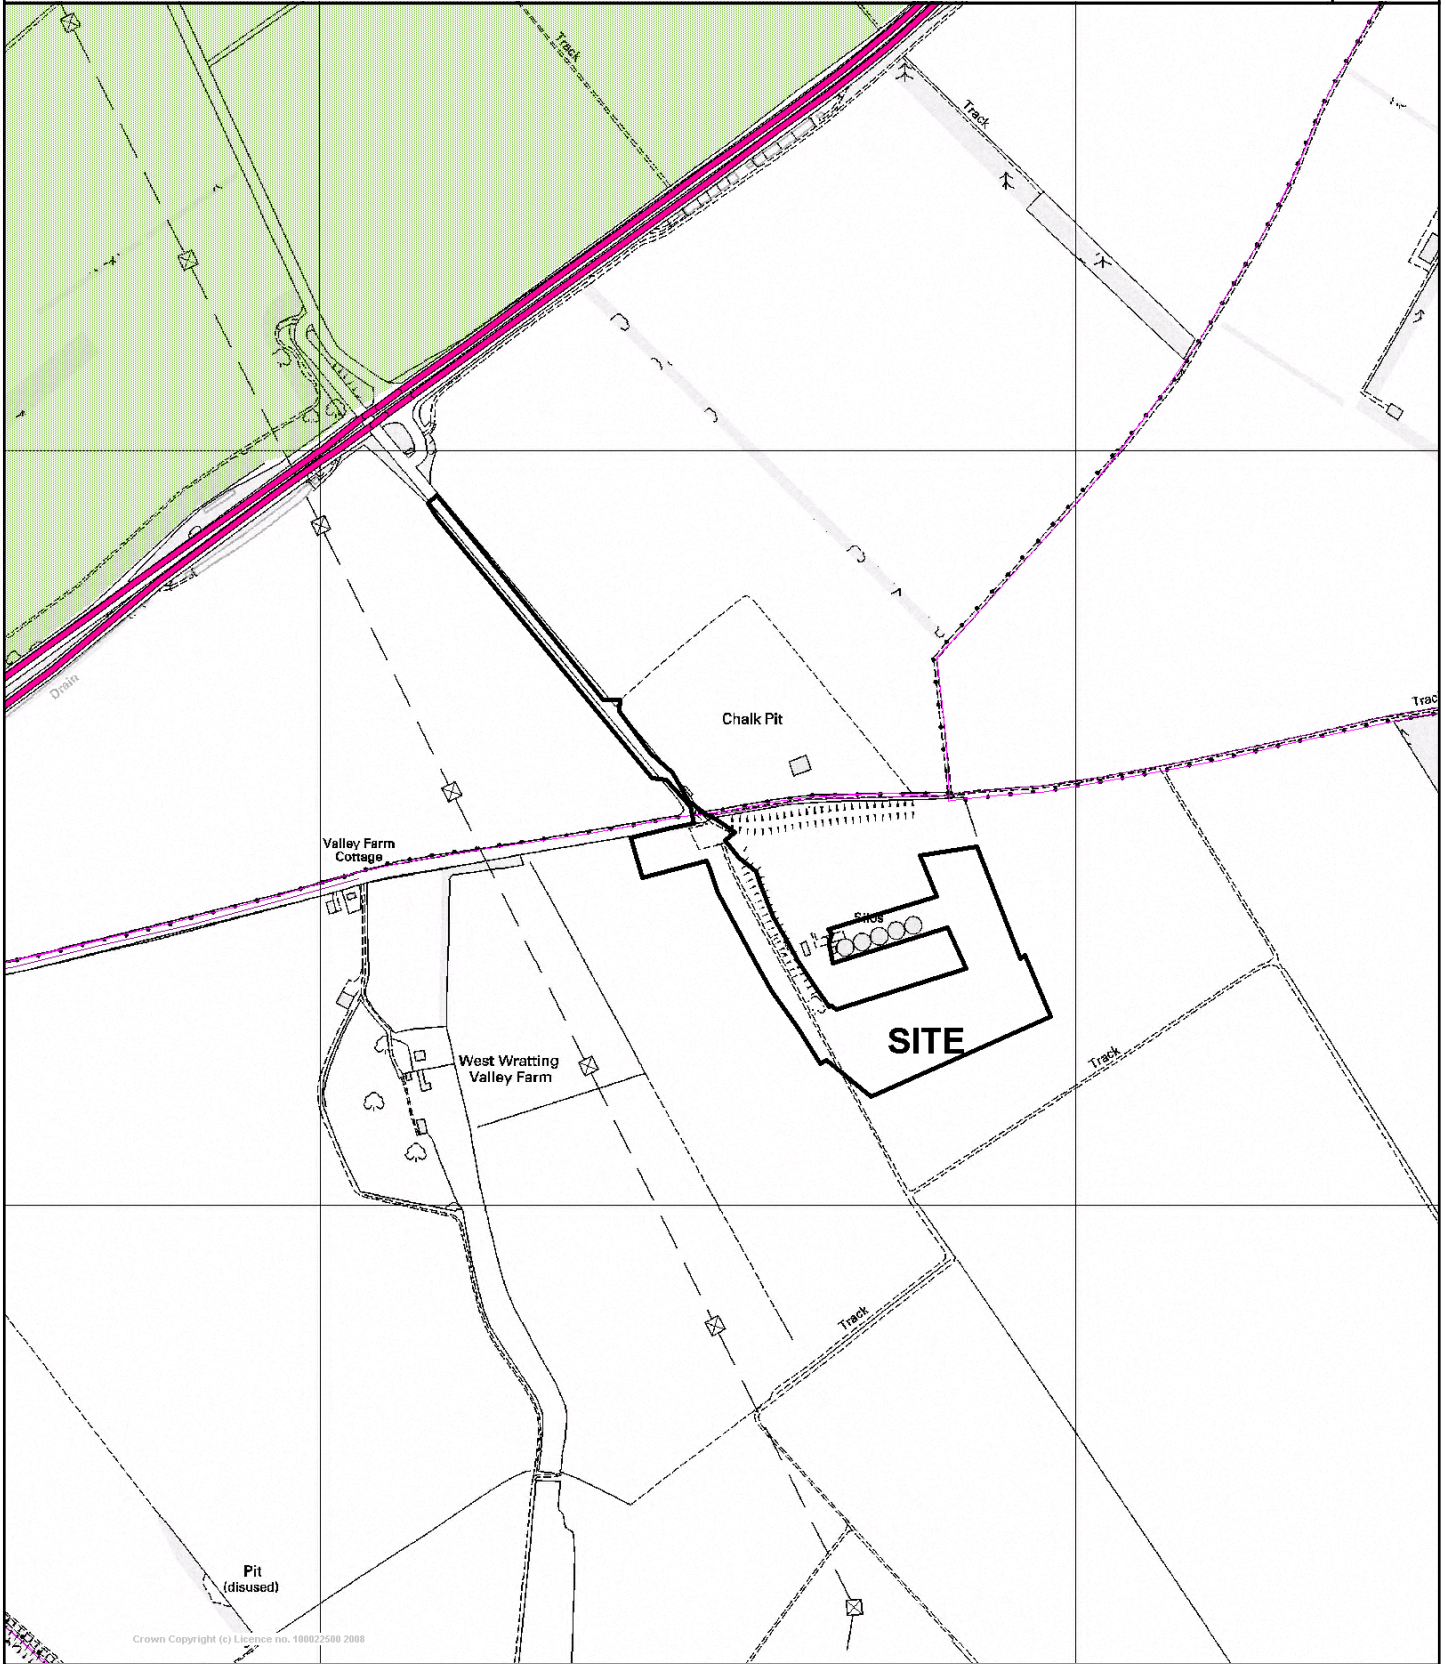 Track
Track
Drain
Trac
Chalk Pit
Valley Farm
Cottage
Silos
SITE
West Wratting
Valley Farm
Track
Track
Pit
(disused)
Crown Copyright (c) Licence no. 100022500 2008